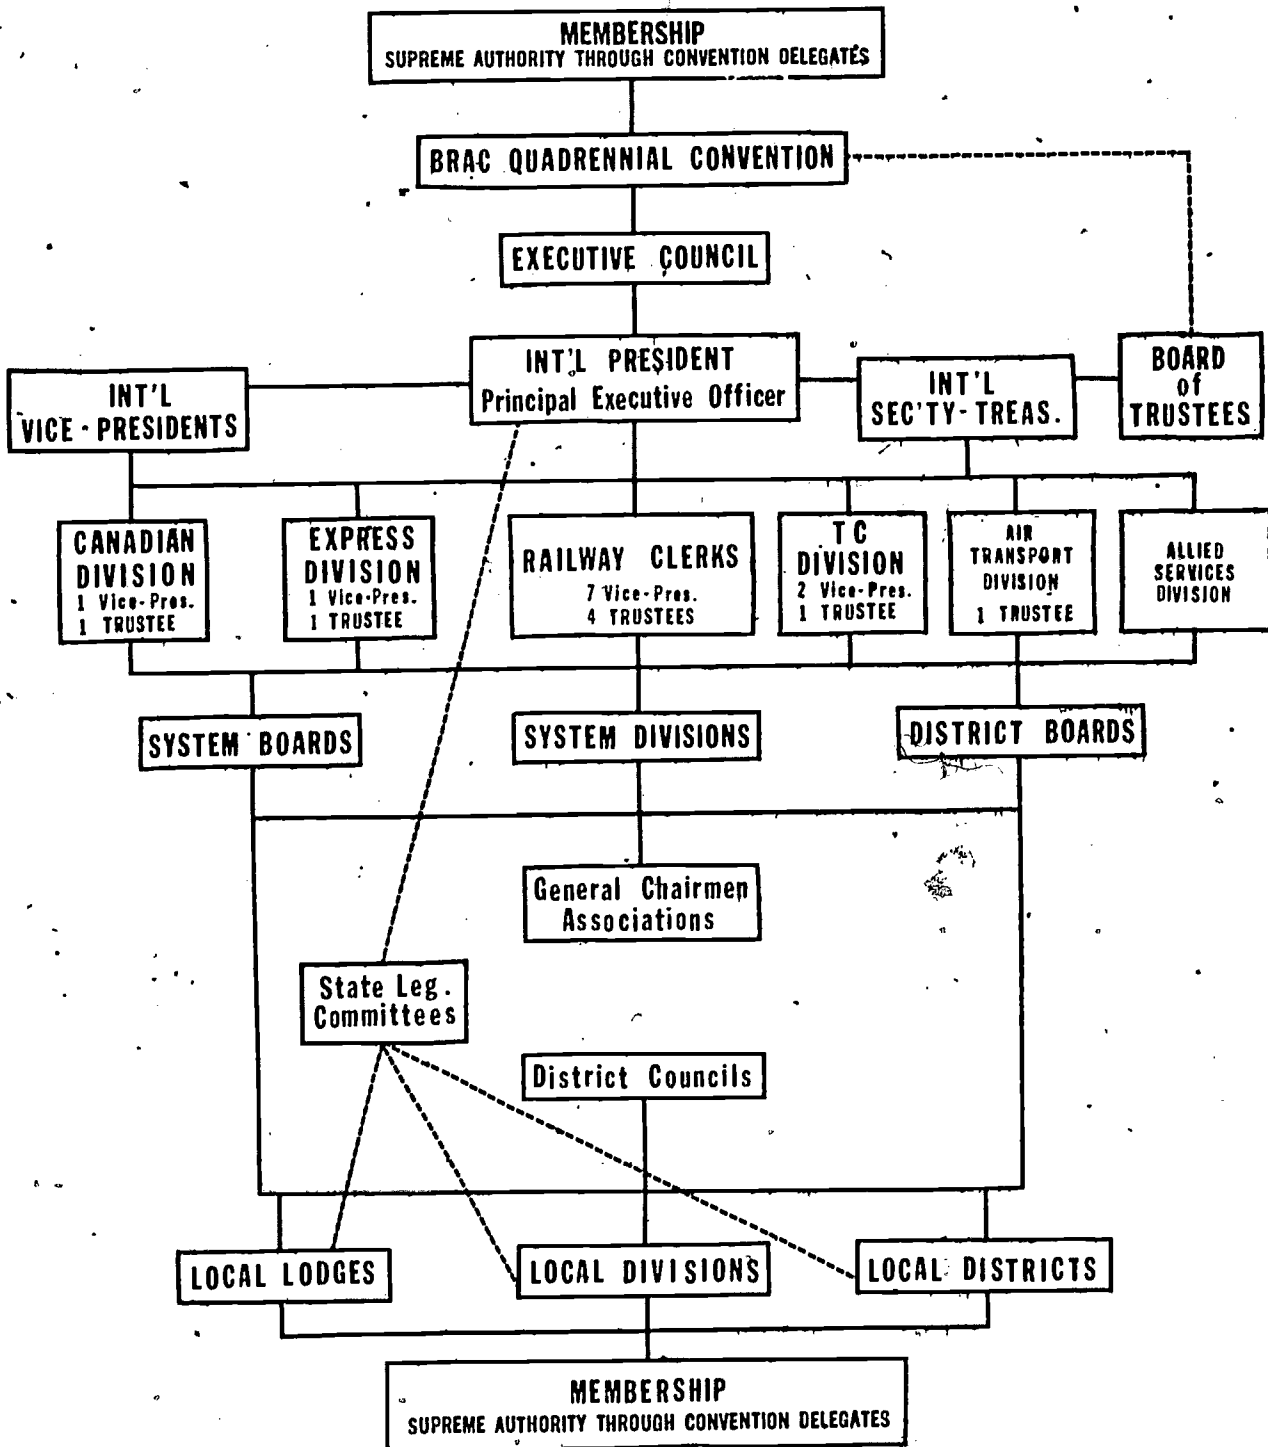 MEMBERSHIP
SUPREME AUTHORITY THROUGH CONVENTION DELEGATES
BRAC QUADRENNIAL CONVENTION
EXECUTIVE COUNCIL
INT'L PRESIDENT
Principal Executive Officer
INT'L
VICE-PRESIDENTS
INT'L
SEC'TY-TREAS.
BOARD
of
TRUSTEES
CANADIAN
DIVISION
1 Vice-Pres.
1 TRUSTEE
EXPRESS
DIVISION
1 Vice-Pres.
1 TRUSTEE
RAILWAY CLERKS
7 Vice-Pres.
4 TRUSTEES
TC
DIVISION
2 Vice-Pres.
1 TRUSTEE
AIR
TRANSPORT
DIVISION
1 TRUSTEE
ALLIED
SERVICES
DIVISION
SYSTEM BOARDS
SYSTEM DIVISIONS
DISTRICT BOARDS
General Chairmen
Associations
State Leg.
Committees
District Councils
LOCAL LODGES
LOCAL DIVISIONS
LOCAL DISTRICTS
MEMBERSHIP
SUPREME AUTHORITY THROUGH CONVENTION DELEGATES